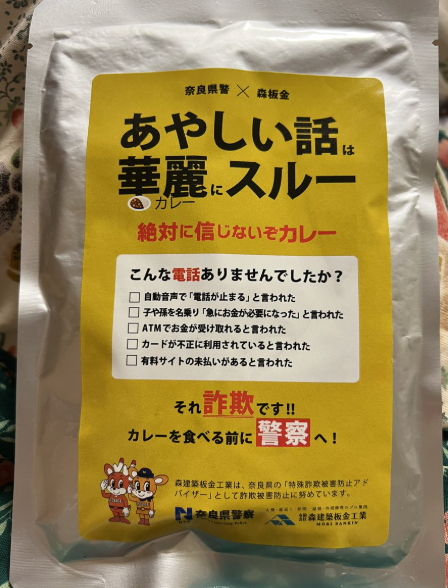 奈良県警 × 森板金
あやしい話は
華麗にスルー
カレー
絶対に信じないぞカレー
こんな電話ありませんでしたか？
□ 自動音声で「電話が止まる」と言われた
□ 子や孫を名乗り「急にお金が必要になった」と言われた
□ ATMでお金が受け取れると言われた
□ カードが不正に利用されていると言われた
□ 有料サイトの未払いがあると言われた
それ詐欺です!!
カレーを食べる前に警察へ！
森建築板金工業は、奈良県の「特殊詐欺被害防止アド
バイザー」として詐欺被害防止に努めています。
奈良県警察
株式会社森建築板金工業
MORI BANKIN